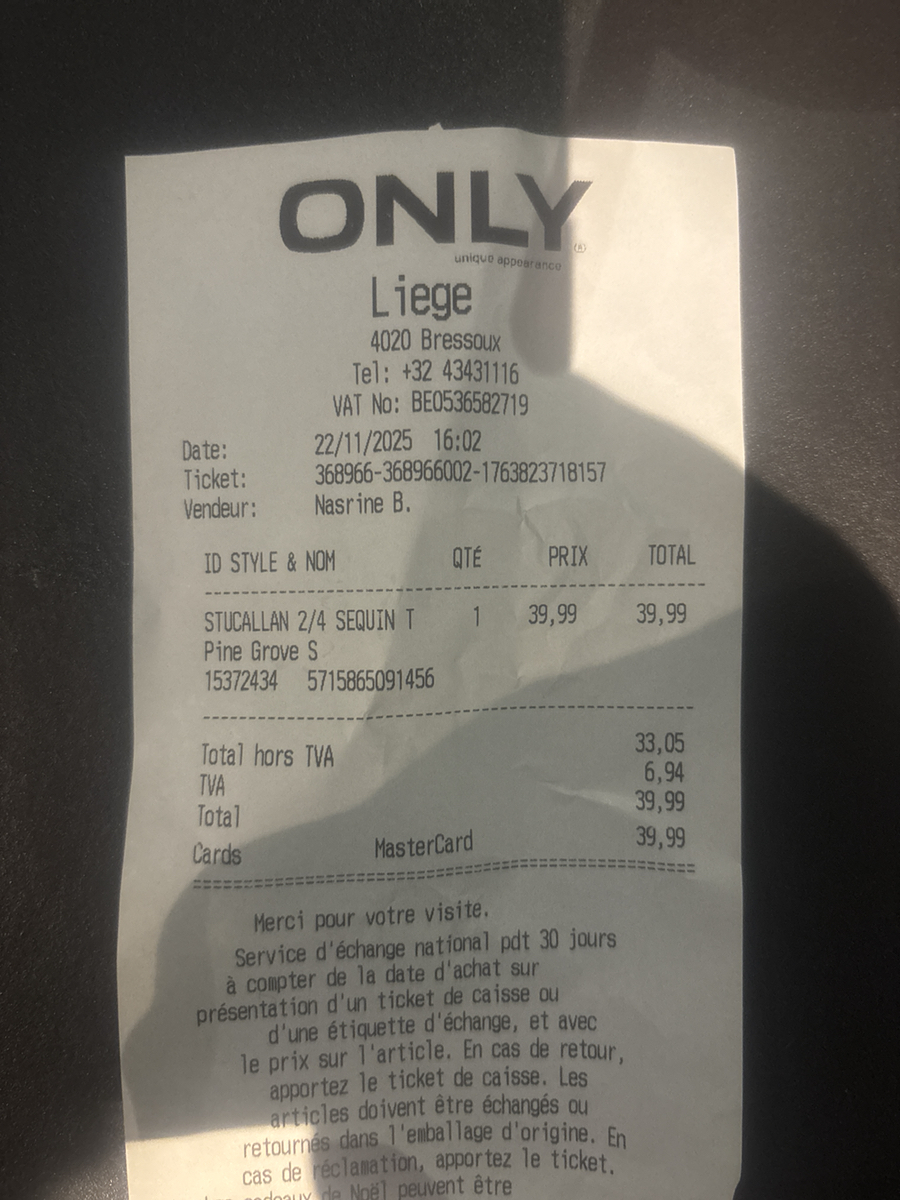 ONLY
®
unique appearance
Liege
4020 Bressoux
Tel: +32 43431116
VAT No: BE0536582719
Date: 22/11/2025 16:02
Ticket: 368966-368966002-1763823718157
Vendeur: Nasrine B.
ID STYLE & NOM QTÉ PRIX TOTAL
STUCALLAN 2/4 SEQUIN T 1 39,99 39,99
Pine Grove S
15372434 5715865091456
Total hors TVA 33,05
TVA 6,94
Total 39,99
Cards MasterCard 39,99
Merci pour votre visite.
Service d'échange national pdt 30 jours
à compter de la date d'achat sur
présentation d'un ticket de caisse ou
d'une étiquette d'échange, et avec
le prix sur l'article. En cas de retour,
apportez le ticket de caisse. Les
articles doivent être échangés ou
retournés dans l'emballage d'origine. En
cas de réclamation, apportez le ticket.
cadeaux de Noël peuvent être